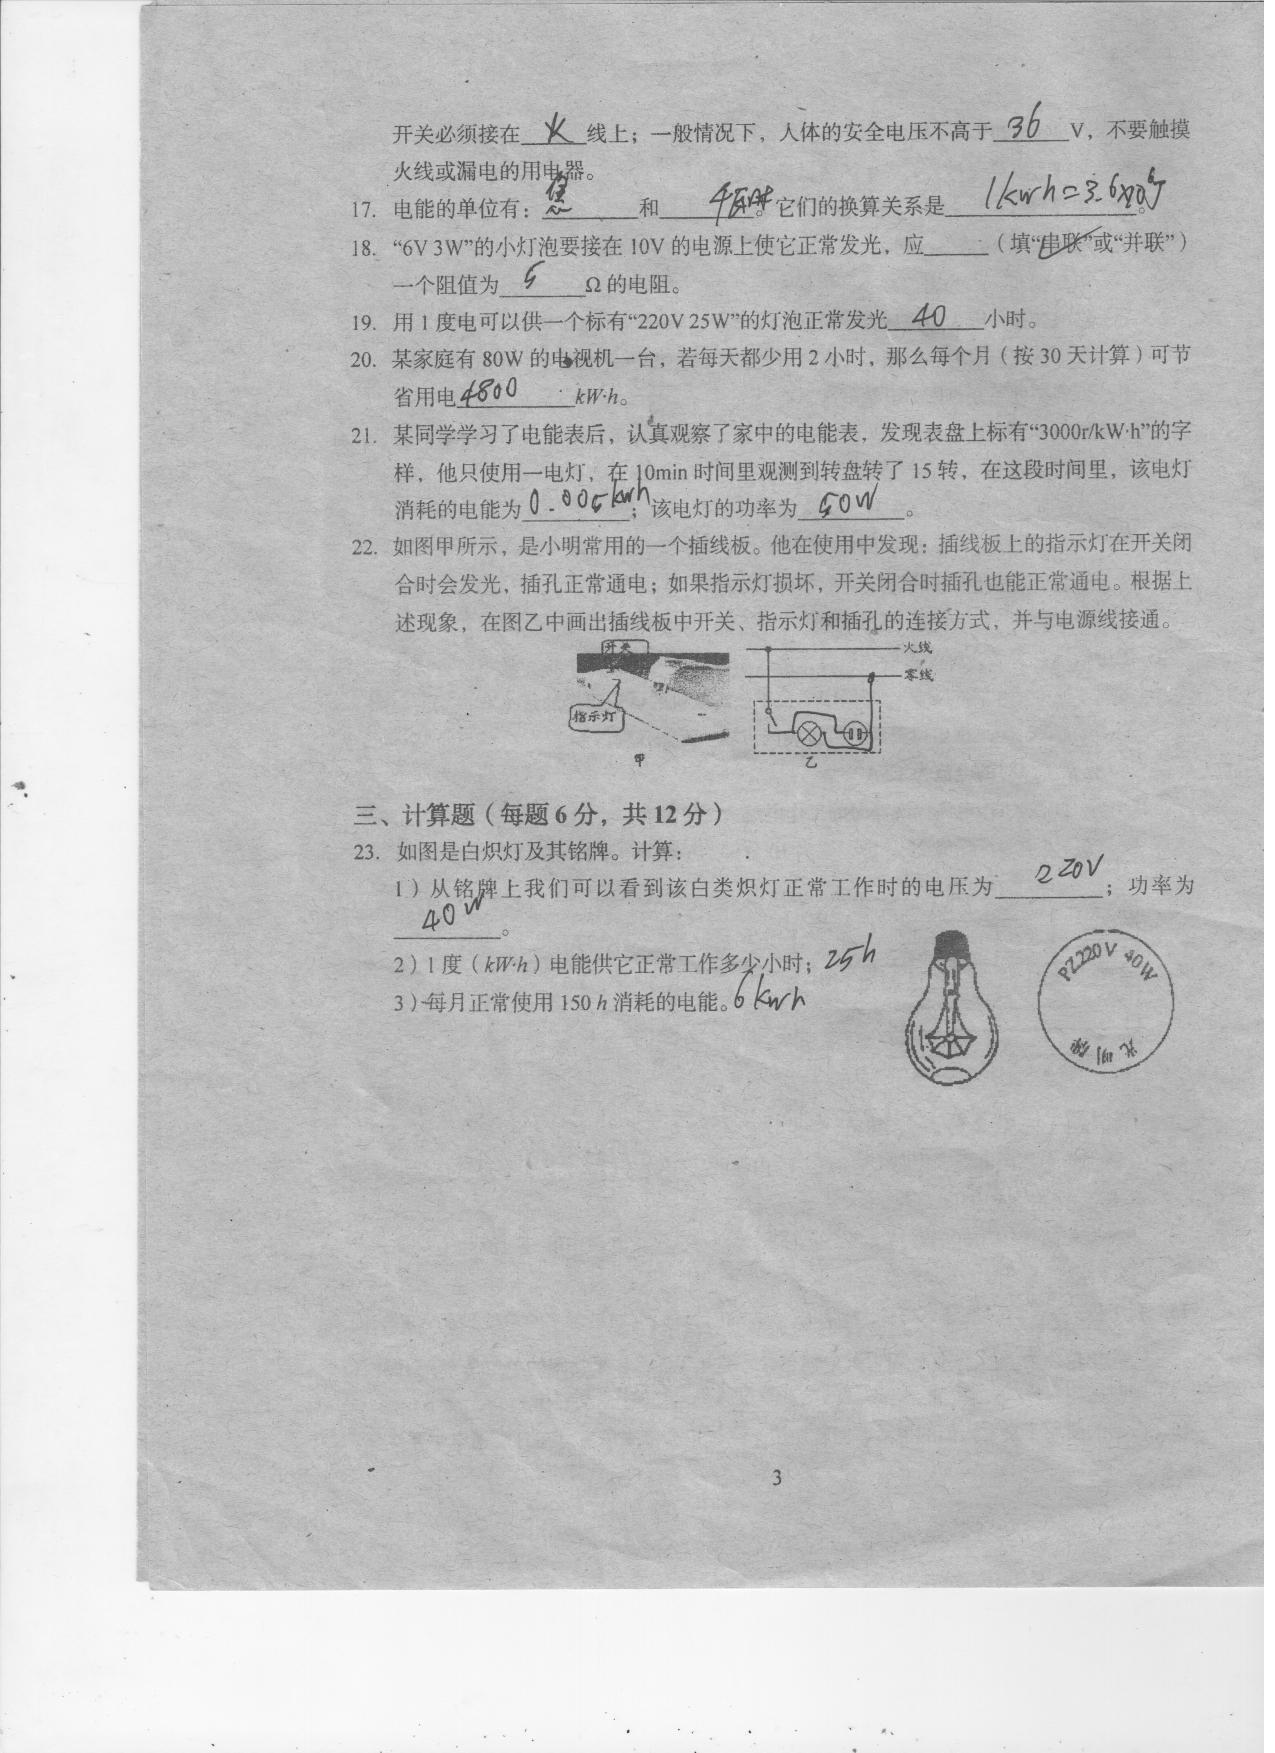 开关必须接在 火 线上；一般情况下，人体的安全电压不高于 36 V，不要触摸
火线或漏电的用电器。
17. 电能的单位有：焦 和 千瓦时。它们的换算关系是 1kwh=3.6×10⁶J。
18. “6V 3W”的小灯泡要接在 10V 的电源上使它正常发光，应______（填“串联”或“并联”）
一个阻值为 5 Ω 的电阻。
19. 用 1 度电可以供一个标有“220V 25W”的灯泡正常发光 40 小时。
20. 某家庭有 80W 的电视机一台，若每天都少用 2 小时，那么每个月（按 30 天计算）可节
省用电 4800 kW·h。
21. 某同学学习了电能表后，认真观察了家中的电能表，发现表盘上标有“3000r/kW·h”的字
样，他只使用一电灯，在 10min 时间里观测到转盘转了 15 转，在这段时间里，该电灯
消耗的电能为 0.005kwh；该电灯的功率为 50W。
22. 如图甲所示，是小明常用的一个插线板。他在使用中发现：插线板上的指示灯在开关闭
合时会发光，插孔正常通电；如果指示灯损坏，开关闭合时插孔也能正常通电。根据上
述现象，在图乙中画出插线板中开关、指示灯和插孔的连接方式，并与电源线接通。
开关
火线
零线
指示灯
甲
乙
三、计算题（每题 6 分，共 12 分）
23. 如图是白炽灯及其铭牌。计算：
1）从铭牌上我们可以看到该白类炽灯正常工作时的电压为 220V；功率为
40W。
2）1 度（kW·h）电能供它正常工作多少小时；25h
3）每月正常使用 150 h 消耗的电能。6kwh
PZ220V 40W
光明牌
3